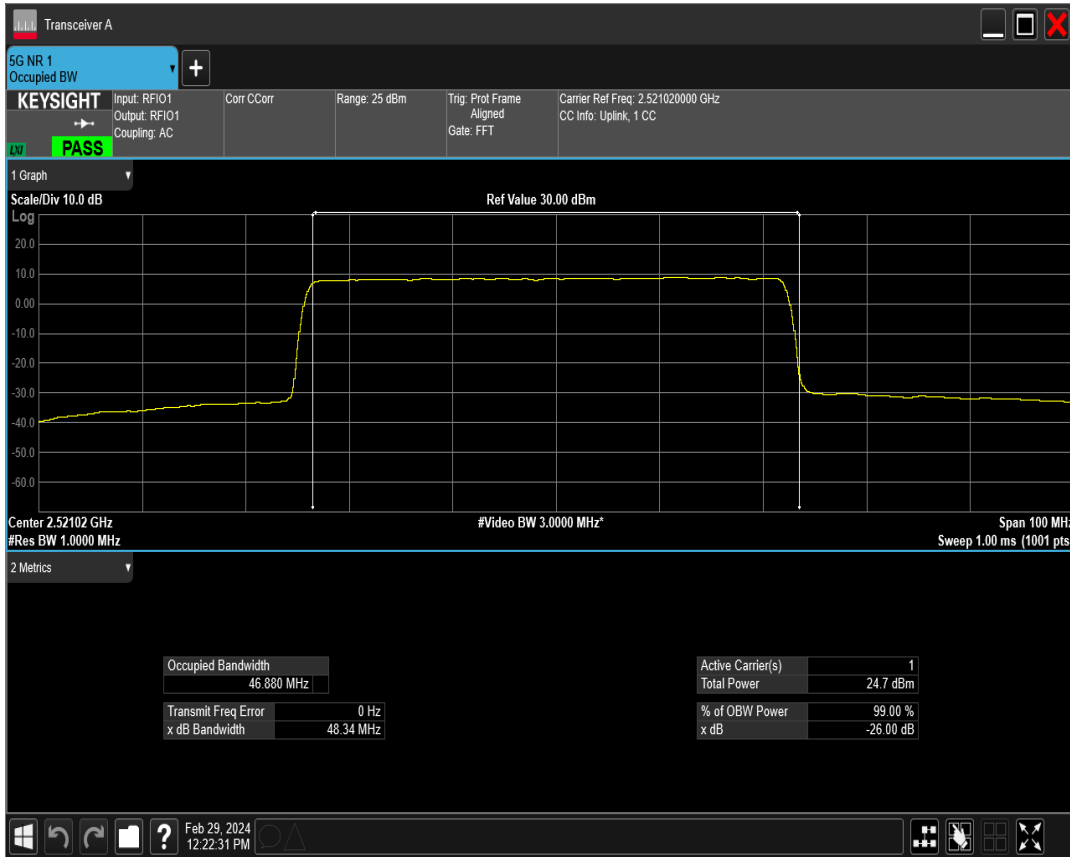 Transceiver A
5G NR 1
Occupied BW
KEYSIGHT
LXI
PASS
Input: RFIO1
Output: RFIO1
Coupling: AC
Corr CCorr
Range: 25 dBm
Trig: Prot Frame
Aligned
Gate: FFT
Carrier Ref Freq: 2.521020000 GHz
CC Info: Uplink, 1 CC
1 Graph
Scale/Div 10.0 dB
Ref Value 30.00 dBm
Log
20.0
10.0
0.00
-10.0
-20.0
-30.0
-40.0
-50.0
-60.0
Center 2.52102 GHz
#Video BW 3.0000 MHz*
Span 100 MHz
#Res BW 1.0000 MHz
Sweep 1.00 ms (1001 pts
2 Metrics
Occupied Bandwidth
46.880 MHz
Transmit Freq Error 0 Hz
x dB Bandwidth 48.34 MHz
Active Carrier(s) 1
Total Power 24.7 dBm
% of OBW Power 99.00 %
x dB -26.00 dB
?
Feb 29, 2024
12:22:31 PM